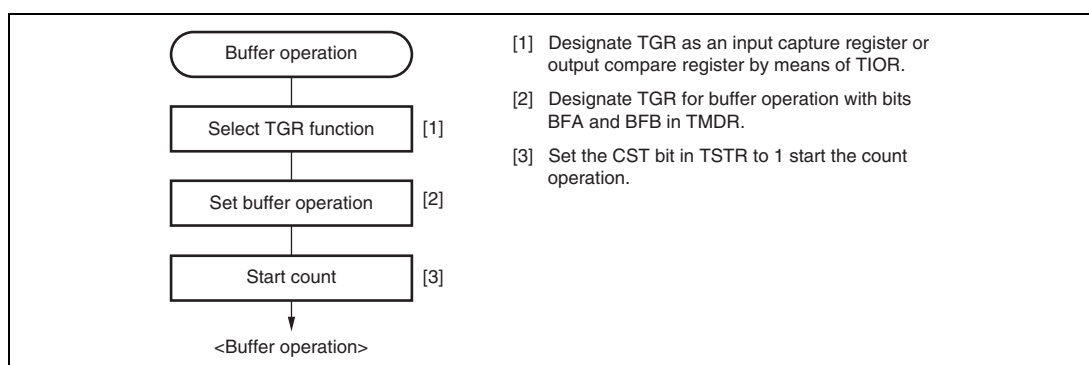 Buffer operation
Select TGR function
[1]
Set buffer operation
[2]
Start count
[3]
<Buffer operation>
[1] Designate TGR as an input capture register or
output compare register by means of TIOR.
[2] Designate TGR for buffer operation with bits
BFA and BFB in TMDR.
[3] Set the CST bit in TSTR to 1 start the count
operation.